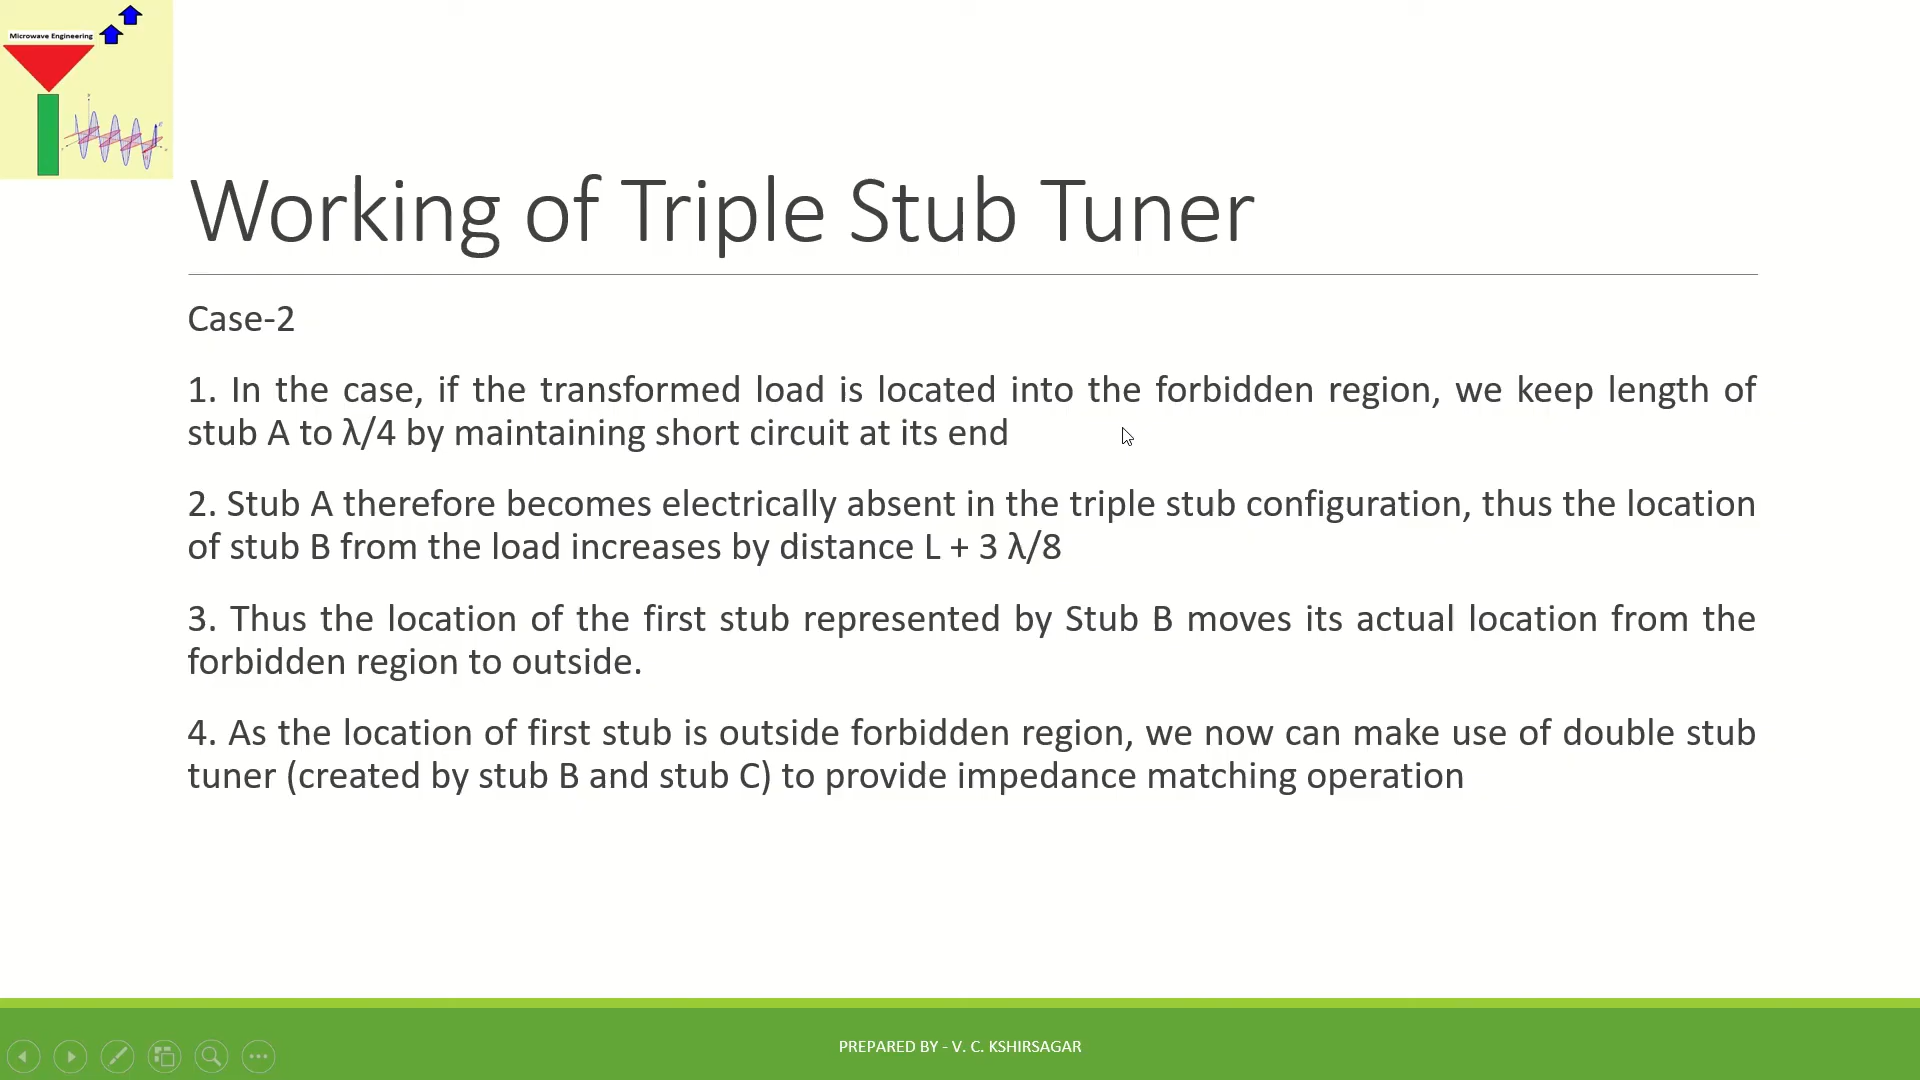 Microwave Engineering
Working of Triple Stub Tuner
Case-2
1. In the case, if the transformed load is located into the forbidden region, we keep length of
stub A to λ/4 by maintaining short circuit at its end
2. Stub A therefore becomes electrically absent in the triple stub configuration, thus the location
of stub B from the load increases by distance L + 3 λ/8
3. Thus the location of the first stub represented by Stub B moves its actual location from the
forbidden region to outside.
4. As the location of first stub is outside forbidden region, we now can make use of double stub
tuner (created by stub B and stub C) to provide impedance matching operation
PREPARED BY - V. C. KSHIRSAGAR